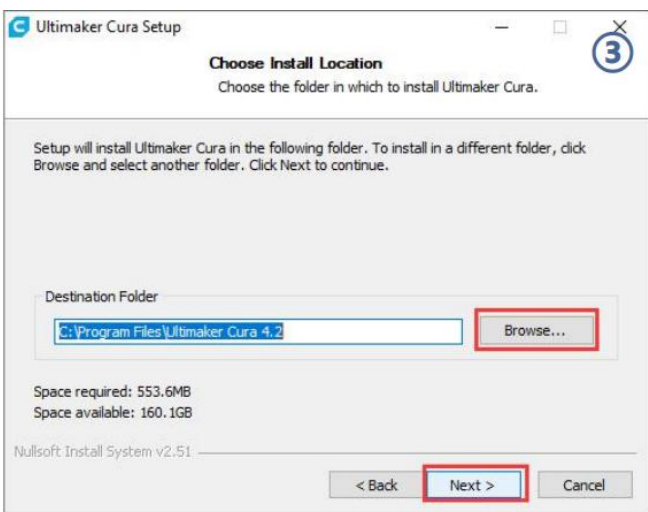 Ultimaker Cura Setup
③
Choose Install Location
Choose the folder in which to install Ultimaker Cura.
Setup will install Ultimaker Cura in the following folder. To install in a different folder, click
Browse and select another folder. Click Next to continue.
Destination Folder
C:\Program Files\Ultimaker Cura 4.2
Browse...
Space required: 553.6MB
Space available: 160.1GB
Nullsoft Install System v2.51
< Back Next > Cancel